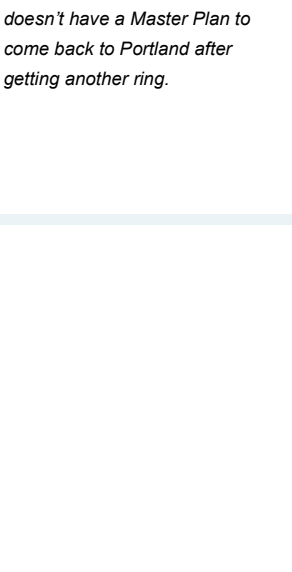 doesn’t have a Master Plan to
come back to Portland after
getting another ring.